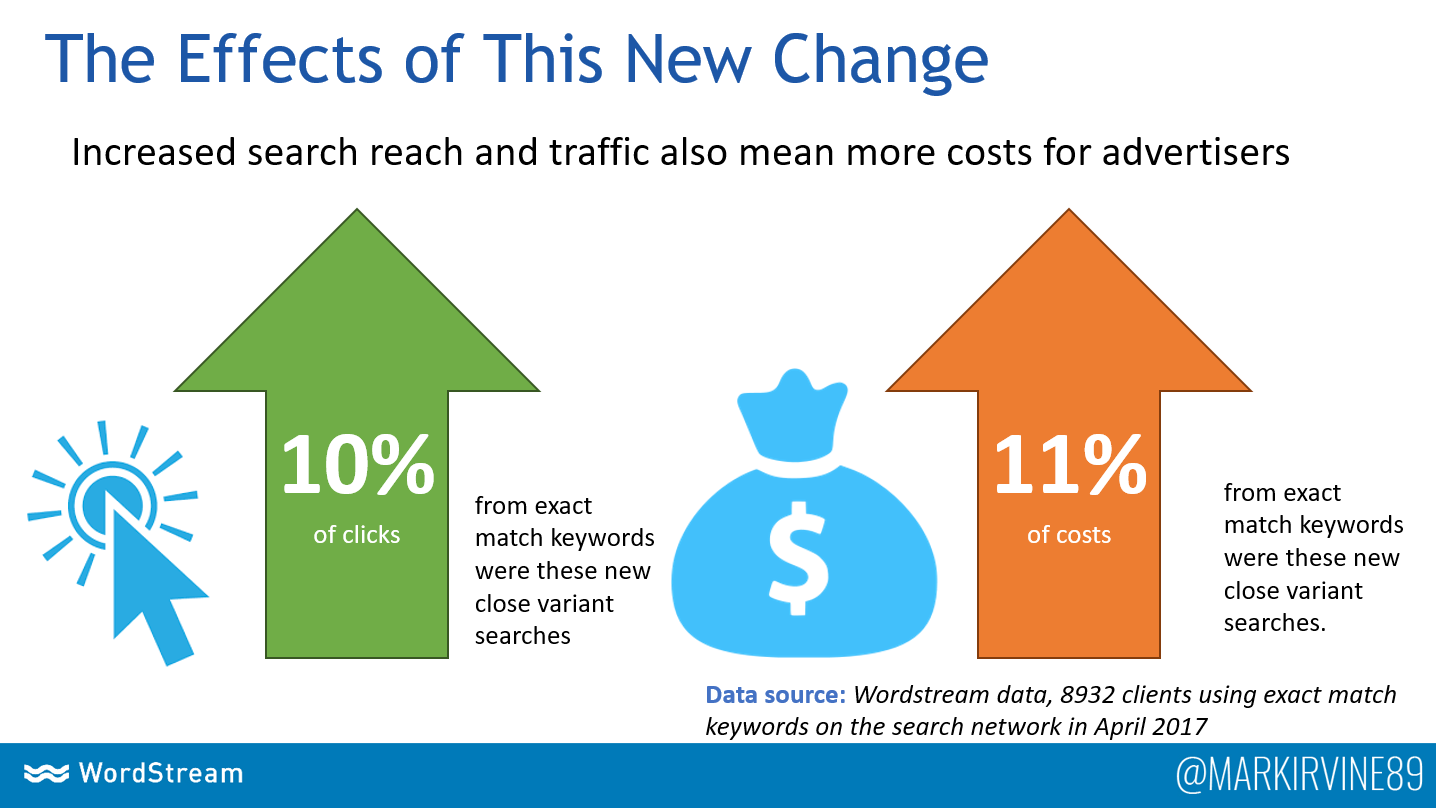 The Effects of This New Change
Increased search reach and traffic also mean more costs for advertisers
10%
of clicks
from exact
match keywords
were these new
close variant
searches
$
11%
of costs
from exact
match keywords
were these new
close variant
searches.
Data source: Wordstream data, 8932 clients using exact match
keywords on the search network in April 2017
WordStream
@MARKIRVINE89